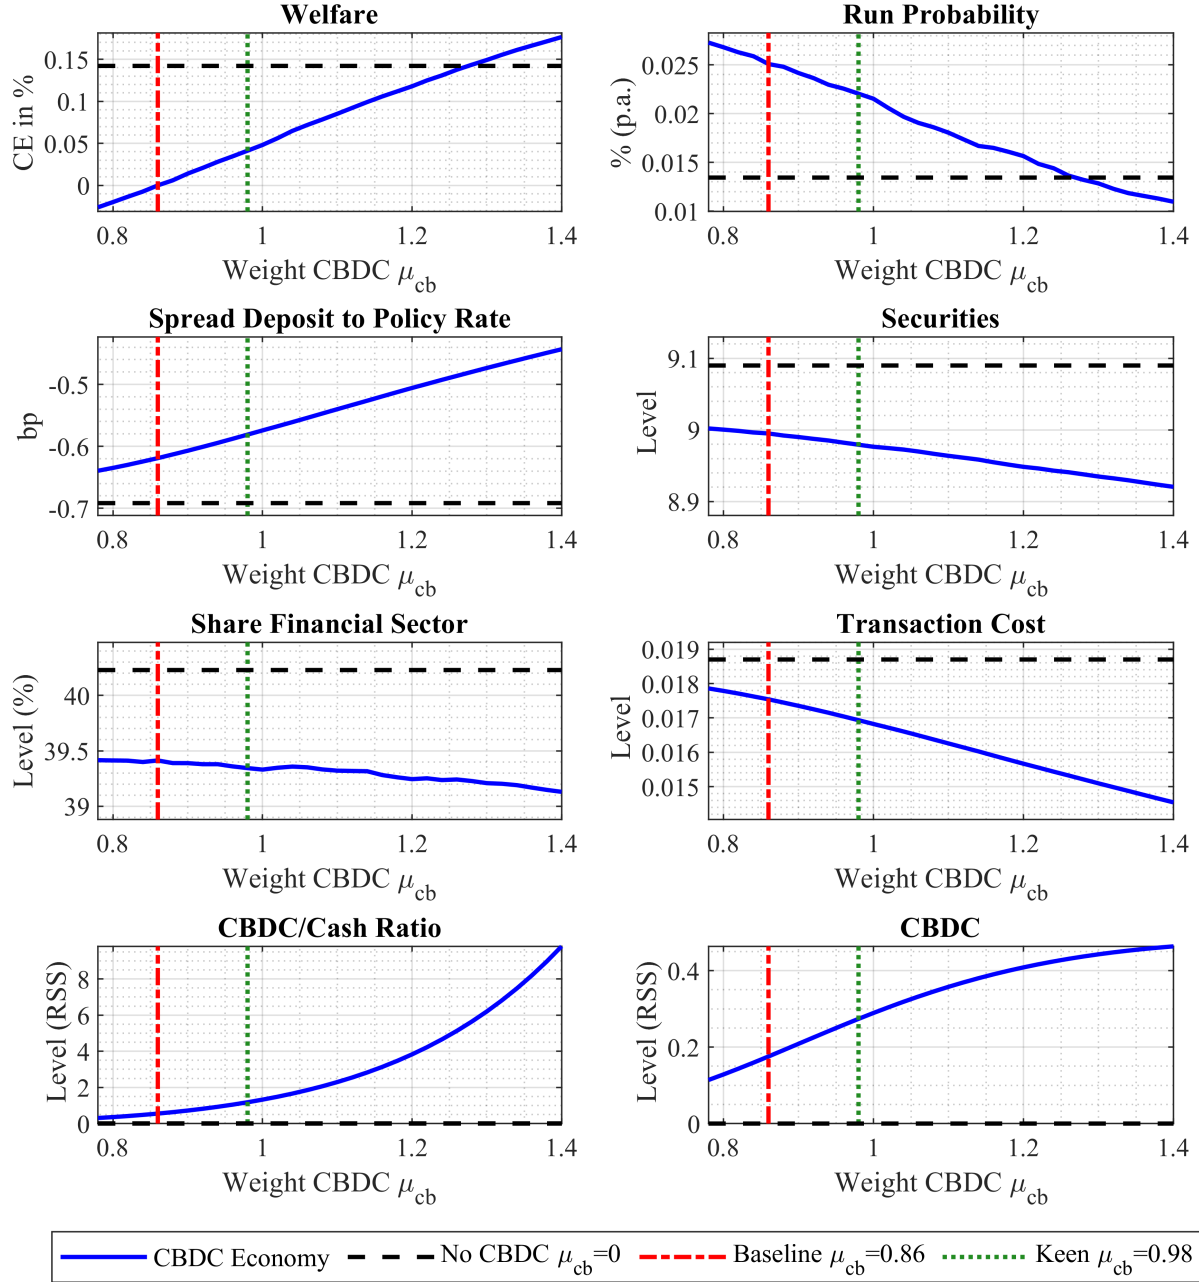 Welfare
CE in %
0.15
0.1
0.05
0
0.8 1 1.2 1.4
Weight CBDC μcb
Run Probability
% (p.a.)
0.025
0.02
0.015
0.01
0.8 1 1.2 1.4
Weight CBDC μcb
Spread Deposit to Policy Rate
bp
-0.5
-0.6
-0.7
0.8 1 1.2 1.4
Weight CBDC μcb
Securities
Level
9.1
9
8.9
0.8 1 1.2 1.4
Weight CBDC μcb
Share Financial Sector
Level (%)
40
39.5
39
0.8 1 1.2 1.4
Weight CBDC μcb
Transaction Cost
Level
0.019
0.018
0.017
0.016
0.015
0.8 1 1.2 1.4
Weight CBDC μcb
CBDC/Cash Ratio
Level (RSS)
8
6
4
2
0
0.8 1 1.2 1.4
Weight CBDC μcb
CBDC
Level (RSS)
0.4
0.2
0
0.8 1 1.2 1.4
Weight CBDC μcb
CBDC Economy No CBDC μcb=0 Baseline μcb=0.86 Keen μcb=0.98